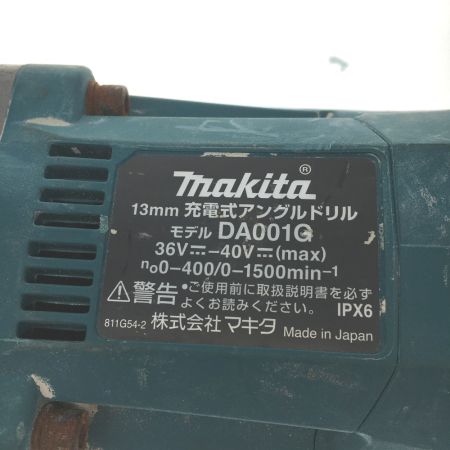 makita®
13mm 充電式アングルドリル
モデル DA001G
36V⎓-40V⎓(max)
n₀0-400/0-1500min⁻¹
⚠警告 •ご使用前に取扱説明書を必ず
よくお読みください。 IPX6
811G54-2 株式会社マキタ Made in Japan